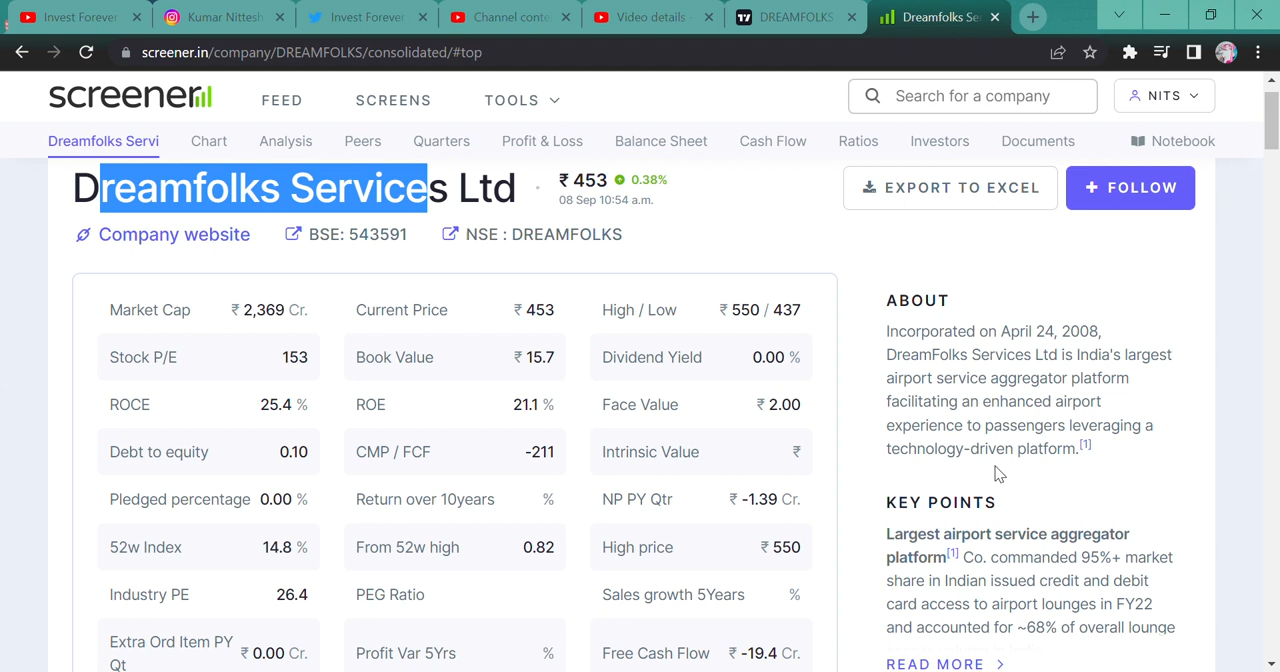 Invest Forever
Kumar Nittesh
Invest Forever
Channel conte
Video details -
DREAMFOLKS
Dreamfolks Se
screener.in/company/DREAMFOLKS/consolidated/#top
screener
FEED
SCREENS
TOOLS
Search for a company
NITS
Dreamfolks Servi
Chart
Analysis
Peers
Quarters
Profit & Loss
Balance Sheet
Cash Flow
Ratios
Investors
Documents
Notebook
Dreamfolks Services Ltd
₹ 453 0.38%
08 Sep 10:54 a.m.
EXPORT TO EXCEL
+ FOLLOW
Company website
BSE: 543591
NSE : DREAMFOLKS
Market Cap ₹ 2,369 Cr.
Current Price ₹ 453
High / Low ₹ 550 / 437
Stock P/E 153
Book Value ₹ 15.7
Dividend Yield 0.00 %
ROCE 25.4 %
ROE 21.1 %
Face Value ₹ 2.00
Debt to equity 0.10
CMP / FCF -211
Intrinsic Value ₹
Pledged percentage 0.00 %
Return over 10years %
NP PY Qtr ₹ -1.39 Cr.
52w Index 14.8 %
From 52w high 0.82
High price ₹ 550
Industry PE 26.4
PEG Ratio
Sales growth 5Years %
Extra Ord Item PY
Qt
₹ 0.00 Cr.
Profit Var 5Yrs %
Free Cash Flow ₹ -19.4 Cr.
ABOUT
Incorporated on April 24, 2008,
DreamFolks Services Ltd is India's largest
airport service aggregator platform
facilitating an enhanced airport
experience to passengers leveraging a
technology-driven platform.[1]
KEY POINTS
Largest airport service aggregator
platform[1] Co. commanded 95%+ market
share in Indian issued credit and debit
card access to airport lounges in FY22
and accounted for ~68% of overall lounge
READ MORE >